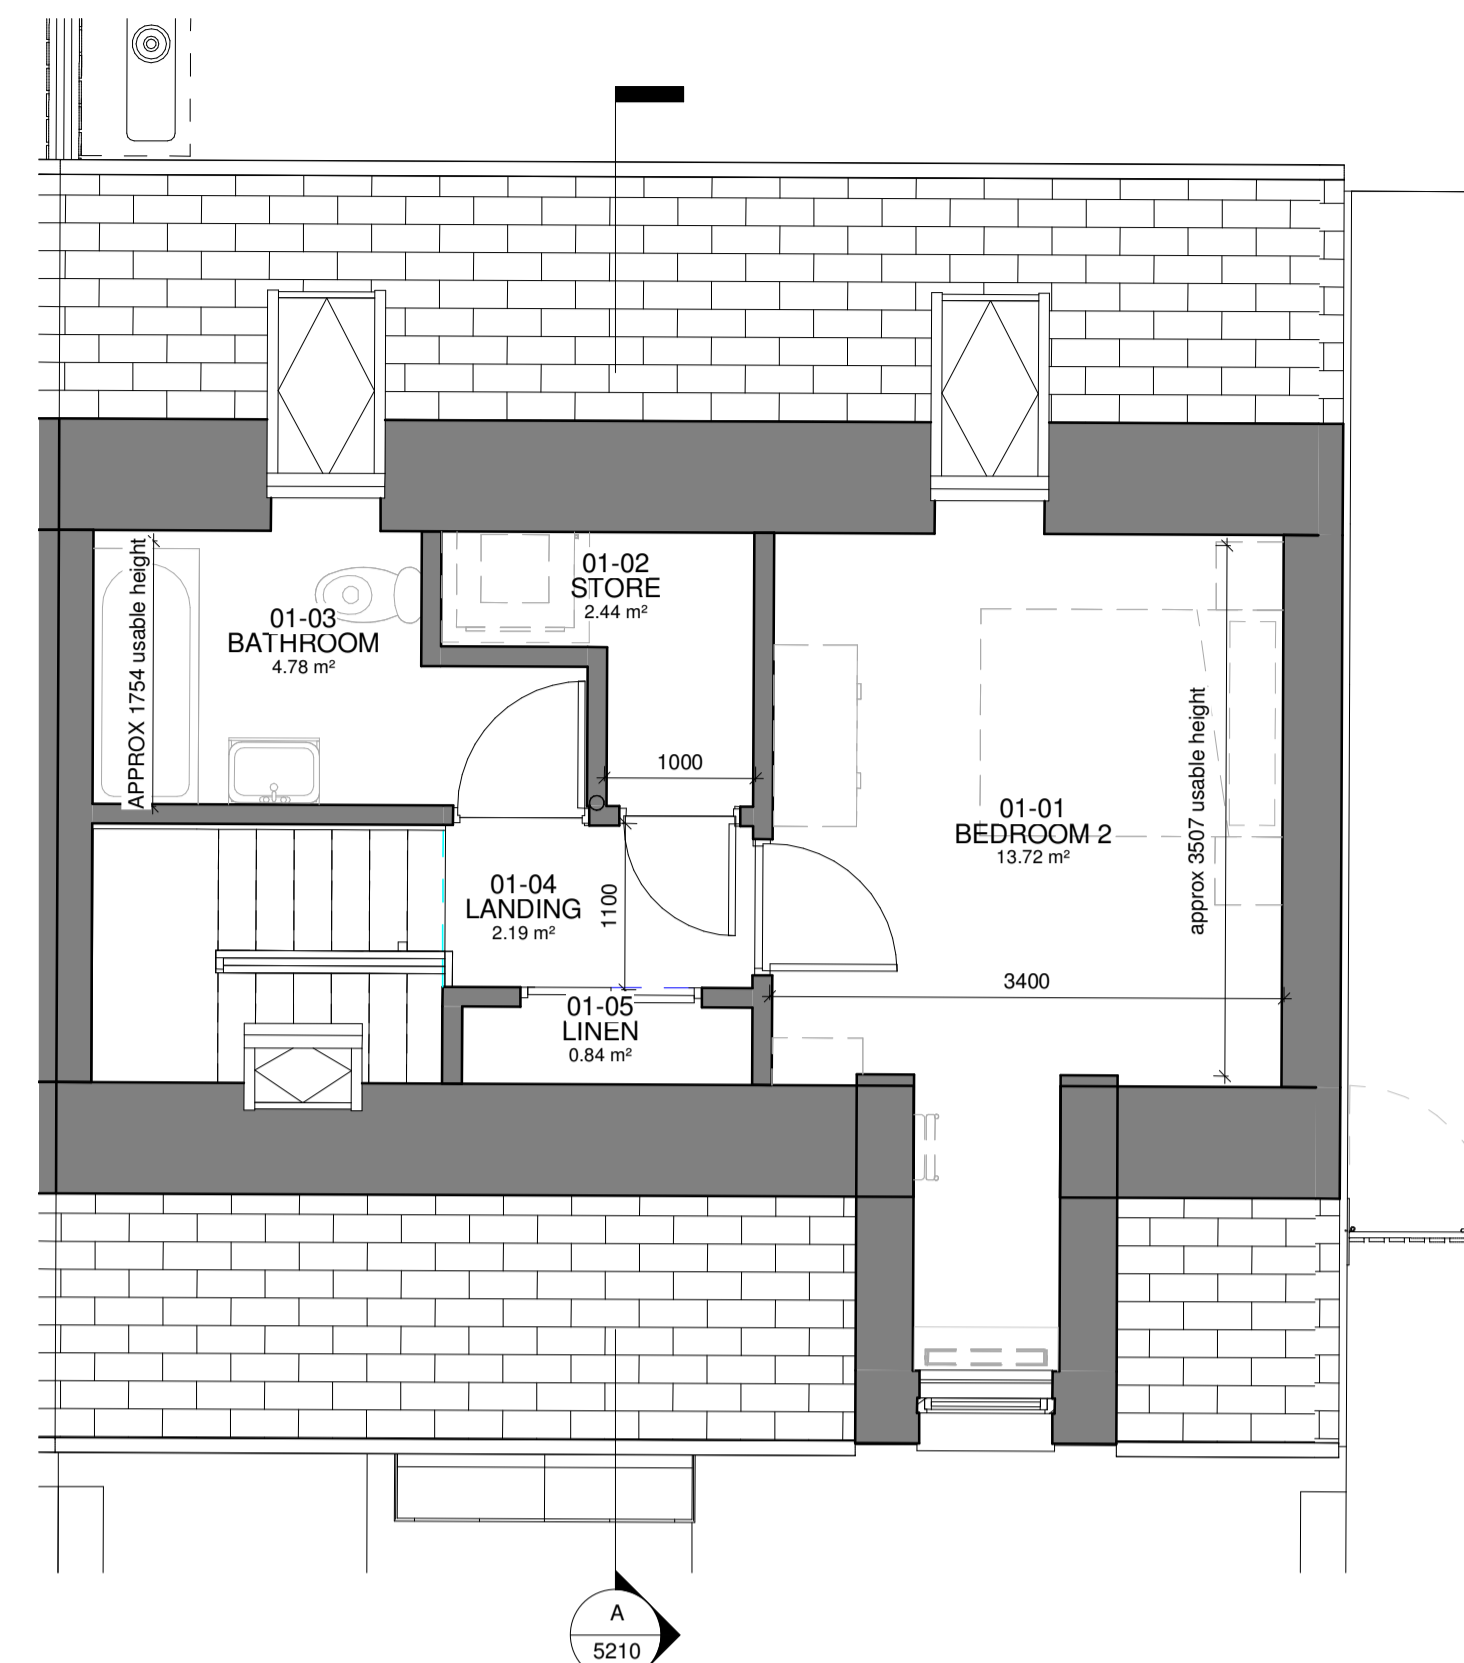 01-02
STORE
2.44 m²
01-03
BATHROOM
4.78 m²
APPROX 1754 usable height
1000
01-01
BEDROOM 2
13.72 m²
approx 3507 usable height
01-04
LANDING
2.19 m²
1100
3400
01-05
LINEN
0.84 m²
A
5210